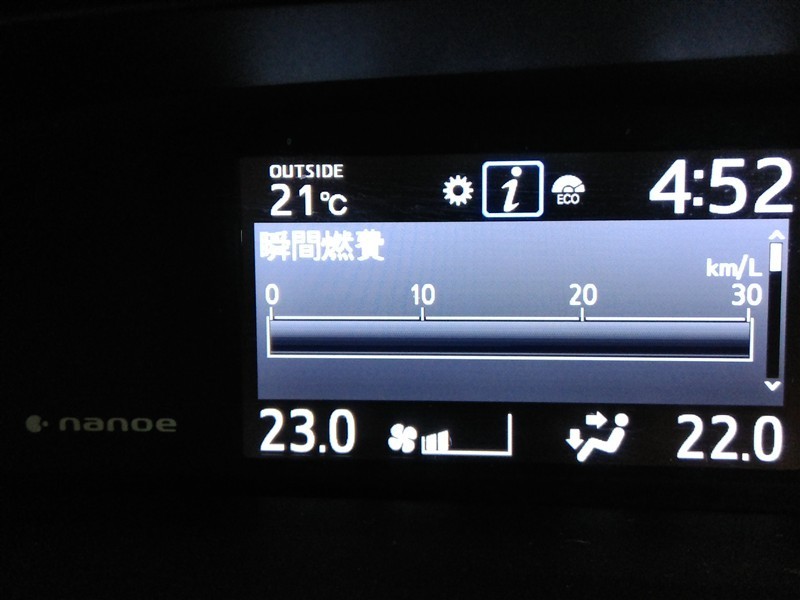 OUTSIDE
21°C
ECO
4:52
瞬間燃費
km/L
0 10 20 30
nanoe
23.0
22.0